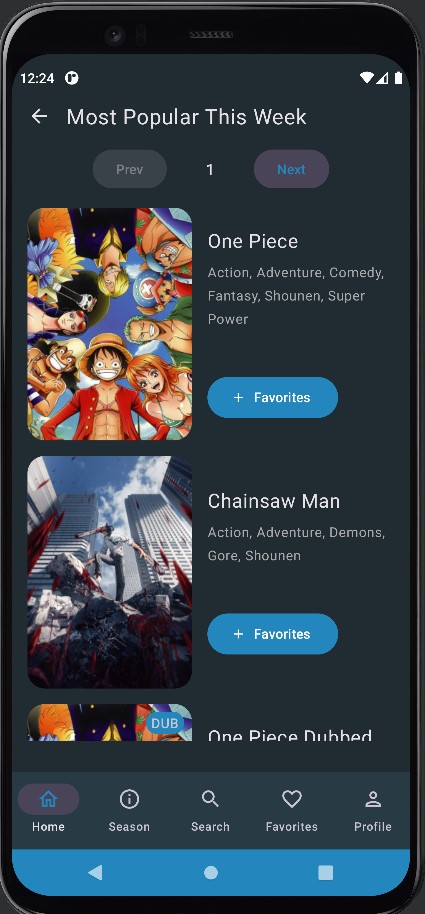 12:24
Most Popular This Week
Prev 1 Next
One Piece
Action, Adventure, Comedy,
Fantasy, Shounen, Super
Power
+ Favorites
Chainsaw Man
Action, Adventure, Demons,
Gore, Shounen
+ Favorites
DUB
One Piece Dubbed
Home Season Search Favorites Profile